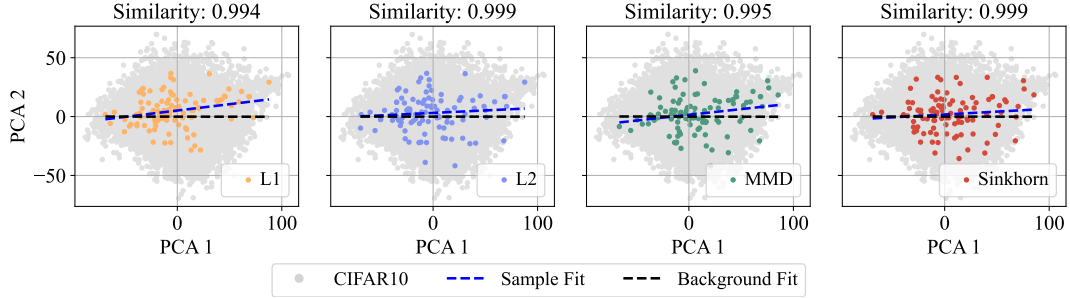 Similarity: 0.994
Similarity: 0.999
Similarity: 0.995
Similarity: 0.999
PCA 2
50
0
−50
L1
L2
MMD
Sinkhorn
0 100
0 100
0 100
0 100
PCA 1
PCA 1
PCA 1
PCA 1
CIFAR10 Sample Fit Background Fit